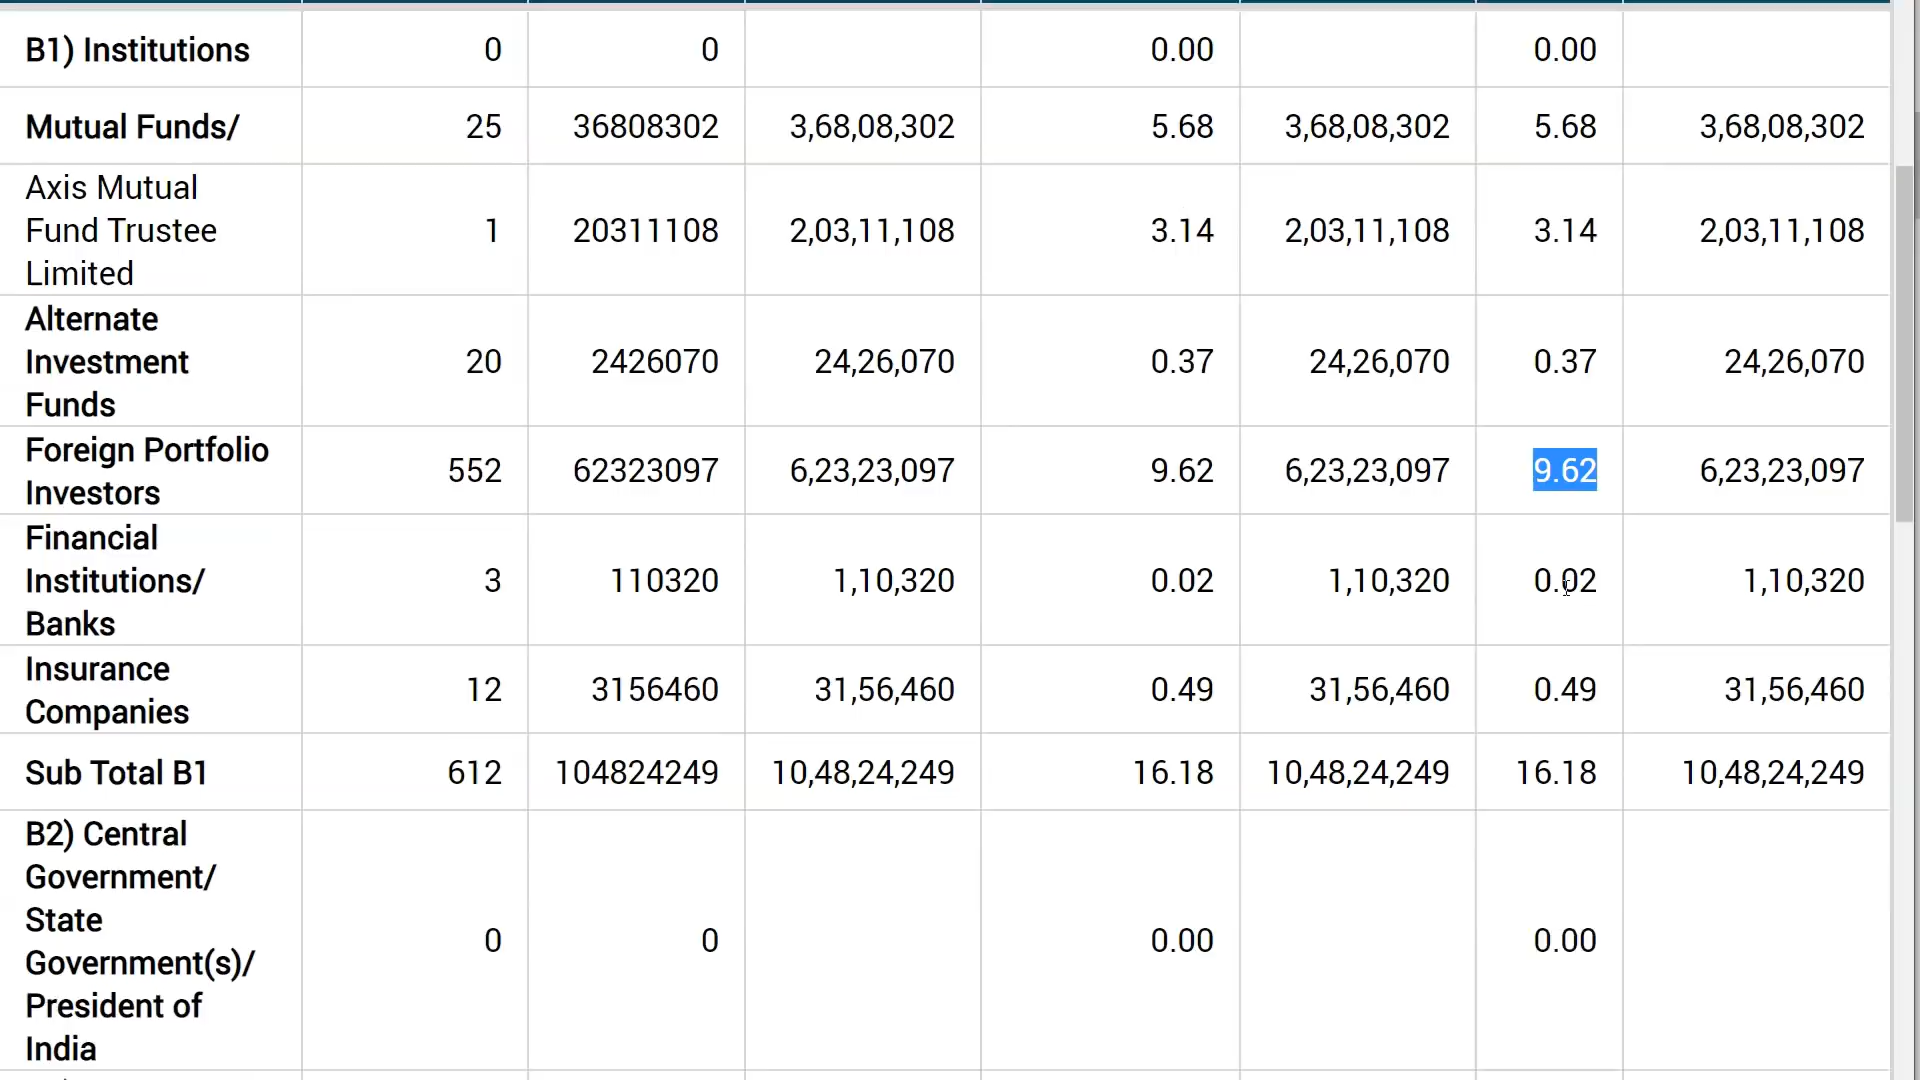 B1) Institutions 0 0 0.00 0.00
Mutual Funds/ 25 36808302 3,68,08,302 5.68 3,68,08,302 5.68 3,68,08,302
Axis Mutual
Fund Trustee
Limited
1 20311108 2,03,11,108 3.14 2,03,11,108 3.14 2,03,11,108
Alternate
Investment
Funds
20 2426070 24,26,070 0.37 24,26,070 0.37 24,26,070
Foreign Portfolio
Investors
552 62323097 6,23,23,097 9.62 6,23,23,097 9.62 6,23,23,097
Financial
Institutions/
Banks
3 110320 1,10,320 0.02 1,10,320 0.02 1,10,320
Insurance
Companies
12 3156460 31,56,460 0.49 31,56,460 0.49 31,56,460
Sub Total B1 612 104824249 10,48,24,249 16.18 10,48,24,249 16.18 10,48,24,249
B2) Central
Government/
State
Government(s)/
President of
India
0 0 0.00 0.00